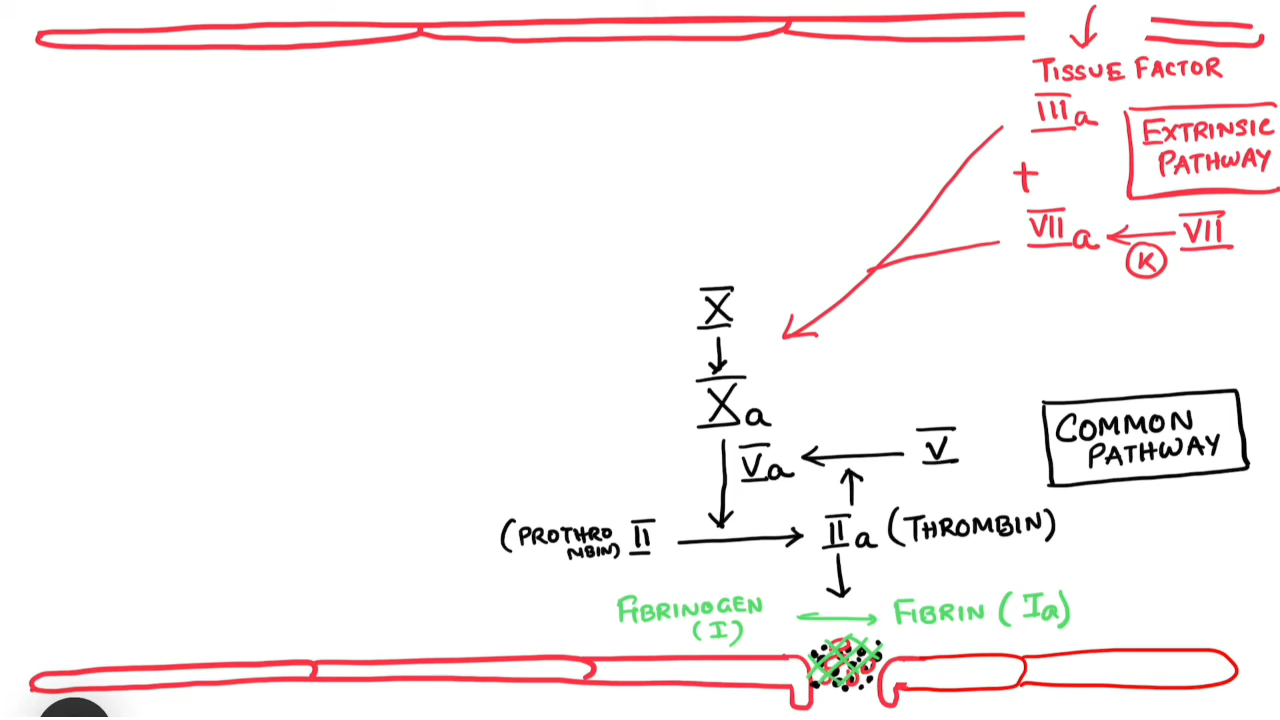 TISSUE FACTOR
IIIa
EXTRINSIC
PATHWAY
+
VIIa VII
K
X
Xa
Va V
COMMON
PATHWAY
(PROTHRO
MBIN) II IIa (THROMBIN)
FIBRINOGEN
(I)
FIBRIN (Ia)